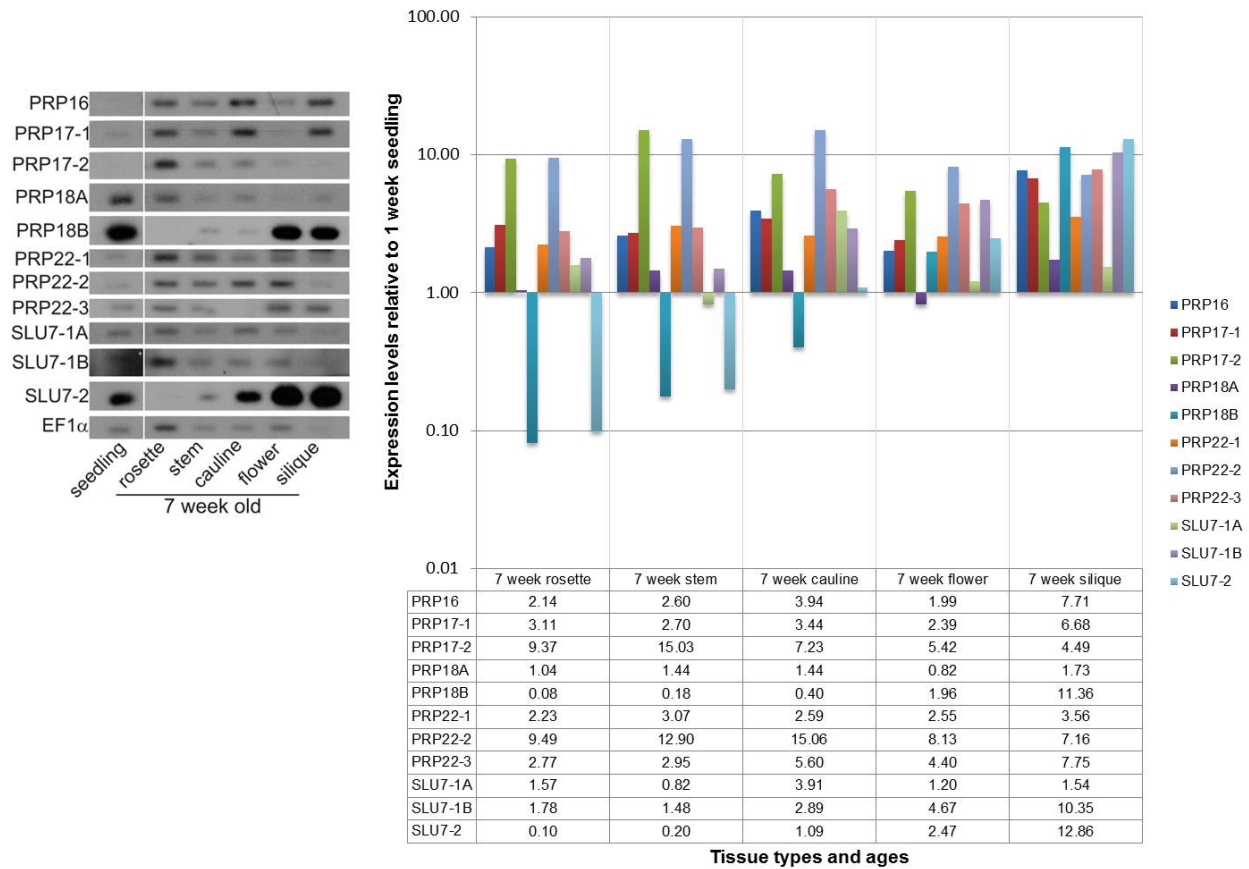 PRP16
PRP17-1
PRP17-2
PRP18A
PRP18B
PRP22-1
PRP22-2
PRP22-3
SLU7-1A
SLU7-1B
SLU7-2
EF1α
seedling
rosette
stem
cauline
flower
silique
7 week old
Expression levels relative to 1 week seedling
100.00
10.00
1.00
0.10
0.01
PRP16
PRP17-1
PRP17-2
PRP18A
PRP18B
PRP22-1
PRP22-2
PRP22-3
SLU7-1A
SLU7-1B
SLU7-2
7 week rosette 7 week stem 7 week cauline 7 week flower 7 week silique
PRP16 2.14 2.60 3.94 1.99 7.71
PRP17-1 3.11 2.70 3.44 2.39 6.68
PRP17-2 9.37 15.03 7.23 5.42 4.49
PRP18A 1.04 1.44 1.44 0.82 1.73
PRP18B 0.08 0.18 0.40 1.96 11.36
PRP22-1 2.23 3.07 2.59 2.55 3.56
PRP22-2 9.49 12.90 15.06 8.13 7.16
PRP22-3 2.77 2.95 5.60 4.40 7.75
SLU7-1A 1.57 0.82 3.91 1.20 1.54
SLU7-1B 1.78 1.48 2.89 4.67 10.35
SLU7-2 0.10 0.20 1.09 2.47 12.86
Tissue types and ages